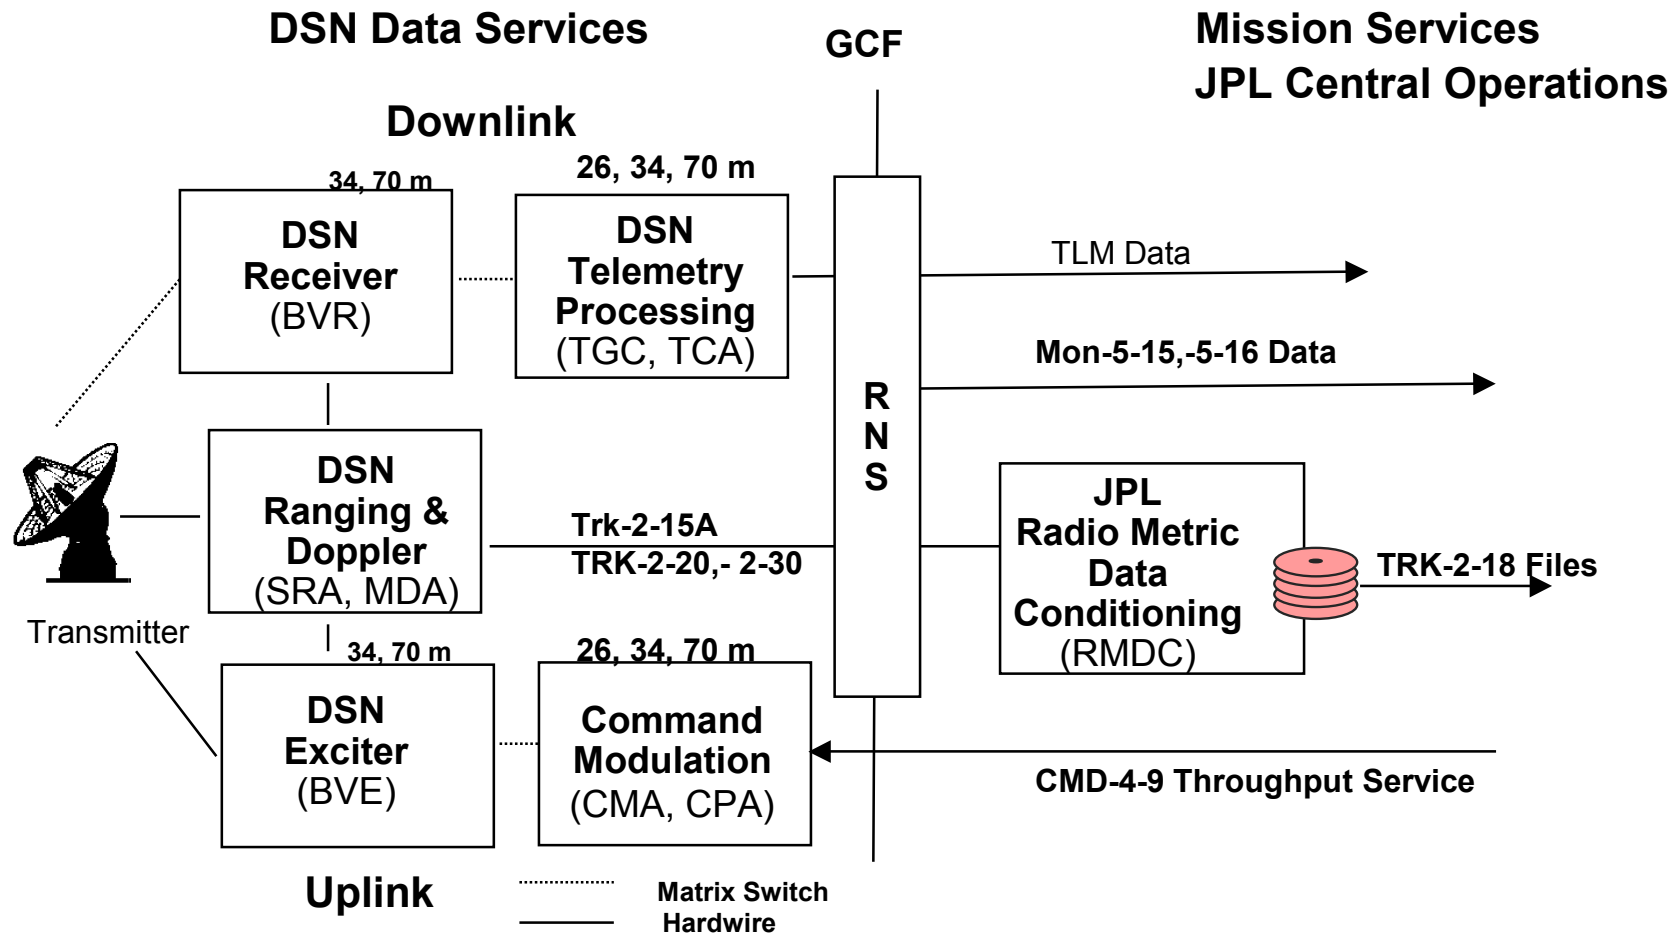 DSN Data Services
GCF
Mission Services
JPL Central Operations
Downlink
34, 70 m
26, 34, 70 m
DSN
Receiver
(BVR)
DSN
Telemetry
Processing
(TGC, TCA)
TLM Data
Mon-5-15,-5-16 Data
R
N
S
DSN
Ranging &
Doppler
(SRA, MDA)
Trk-2-15A
TRK-2-20,- 2-30
JPL
Radio Metric
Data
Conditioning
(RMDC)
TRK-2-18 Files
Transmitter
34, 70 m
26, 34, 70 m
DSN
Exciter
(BVE)
Command
Modulation
(CMA, CPA)
CMD-4-9 Throughput Service
Uplink
Matrix Switch
Hardwire